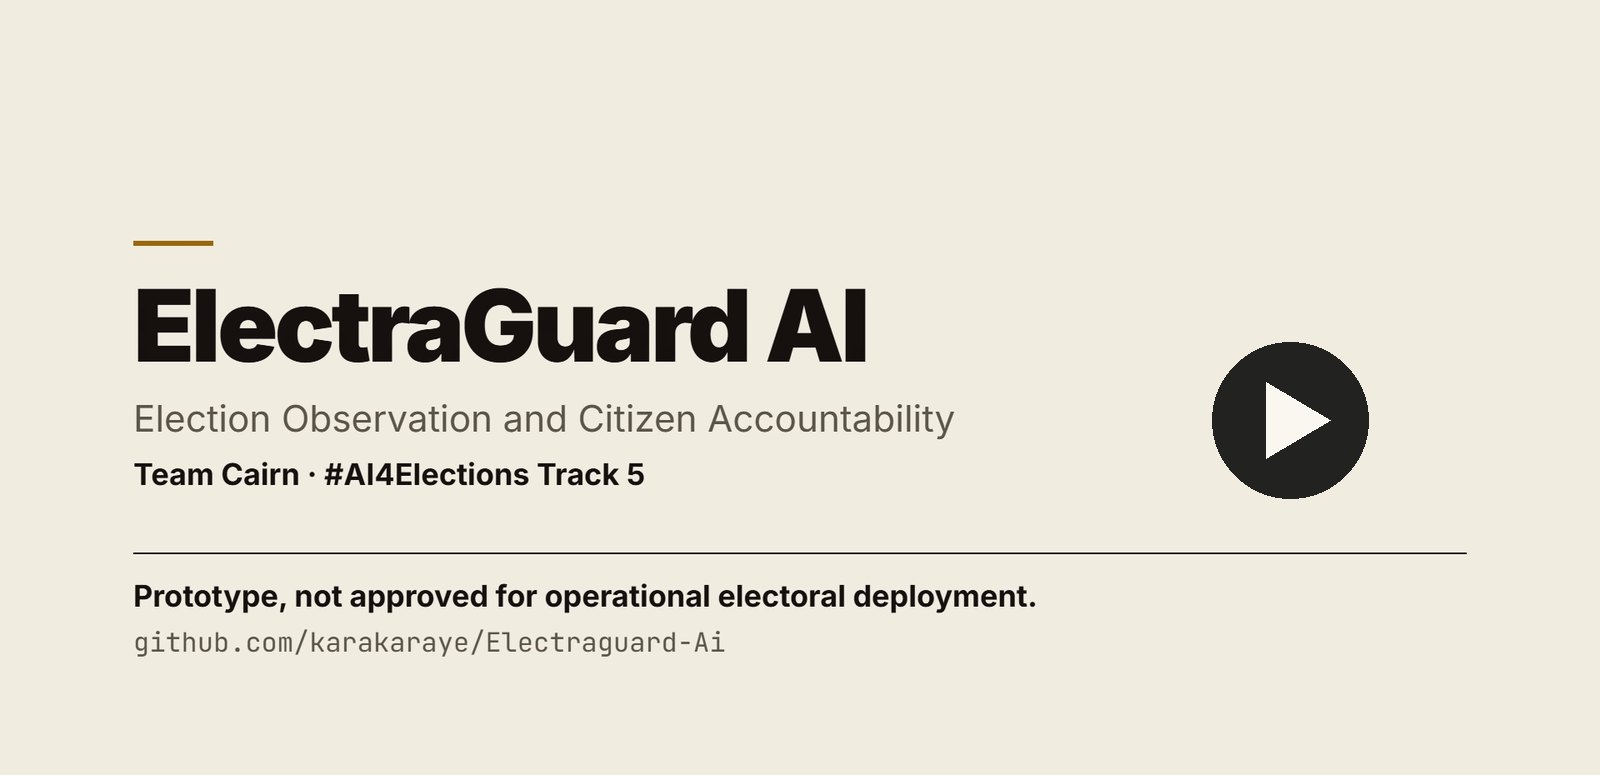 ElectraGuard AI
Election Observation and Citizen Accountability
Team Cairn · #AI4Elections Track 5
Prototype, not approved for operational electoral deployment.
github.com/karakaraye/Electraguard-Ai